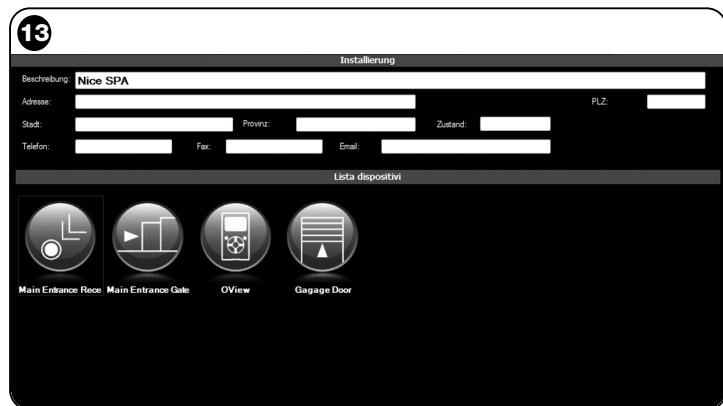 13
Installierung
Beschreibung: Nice SPA
Adresse: PLZ:
Stadt: Provinz: Zustand:
Telefon: Fax: Email:
Lista dispositivi
Main Entrance Rece Main Entrance Gate OView Gagage Door